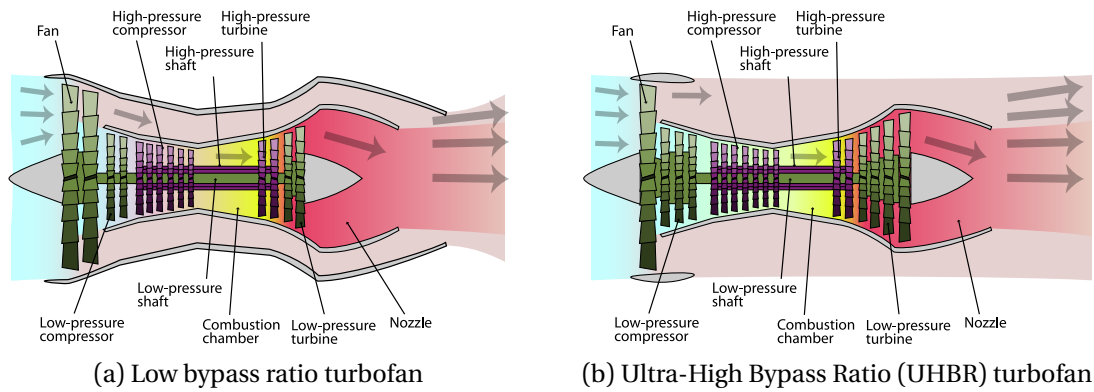 Fan
High-pressure
compressor
High-pressure
turbine
High-pressure
shaft
Low-pressure
shaft
Low-pressure
compressor
Combustion
chamber
Low-pressure
turbine
Nozzle
(a) Low bypass ratio turbofan
Fan
High-pressure
compressor
High-pressure
turbine
High-pressure
shaft
Low-pressure
shaft
Low-pressure
compressor
Combustion
chamber
Low-pressure
turbine
Nozzle
(b) Ultra-High Bypass Ratio (UHBR) turbofan